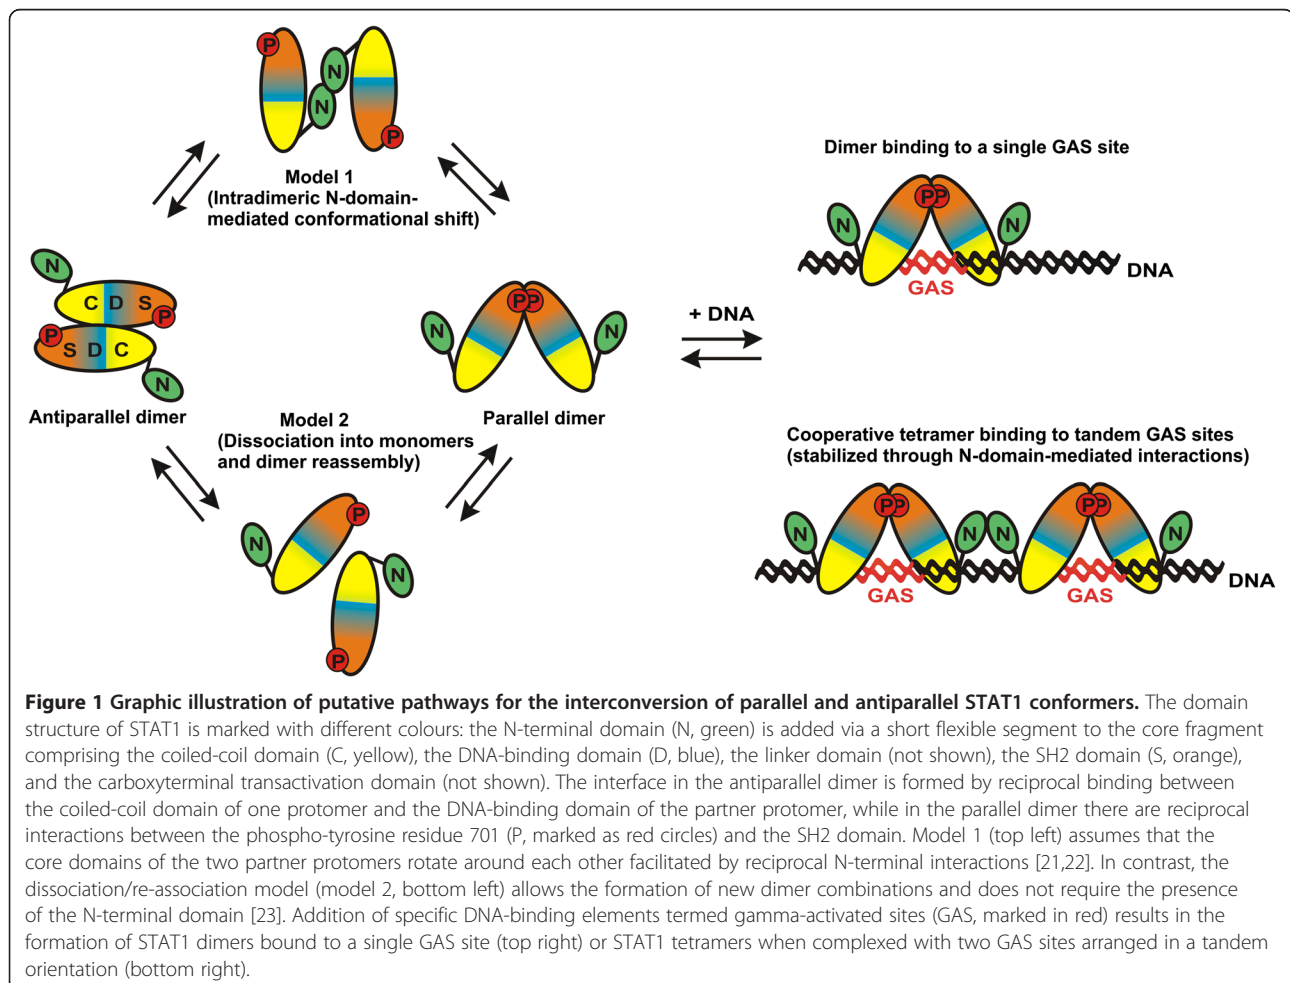 P
N
N
P
Model 1
(Intradimeric N-domain-
mediated conformational shift)
N
C D S
P
P
S D C
N
Antiparallel dimer
Model 2
(Dissociation into monomers
and dimer reassembly)
N
P
N
P
PP
N
N
Parallel dimer
+ DNA
Dimer binding to a single GAS site
PP
N
N
GAS
DNA
Cooperative tetramer binding to tandem GAS sites
(stabilized through N-domain-mediated interactions)
PP
PP
N
N N
N
GAS
GAS
DNA
Figure 1 Graphic illustration of putative pathways for the interconversion of parallel and antiparallel STAT1 conformers. The domain
structure of STAT1 is marked with different colours: the N-terminal domain (N, green) is added via a short flexible segment to the core fragment
comprising the coiled-coil domain (C, yellow), the DNA-binding domain (D, blue), the linker domain (not shown), the SH2 domain (S, orange),
and the carboxyterminal transactivation domain (not shown). The interface in the antiparallel dimer is formed by reciprocal binding between
the coiled-coil domain of one protomer and the DNA-binding domain of the partner protomer, while in the parallel dimer there are reciprocal
interactions between the phospho-tyrosine residue 701 (P, marked as red circles) and the SH2 domain. Model 1 (top left) assumes that the
core domains of the two partner protomers rotate around each other facilitated by reciprocal N-terminal interactions [21,22]. In contrast, the
dissociation/re-association model (model 2, bottom left) allows the formation of new dimer combinations and does not require the presence
of the N-terminal domain [23]. Addition of specific DNA-binding elements termed gamma-activated sites (GAS, marked in red) results in the
formation of STAT1 dimers bound to a single GAS site (top right) or STAT1 tetramers when complexed with two GAS sites arranged in a tandem
orientation (bottom right).